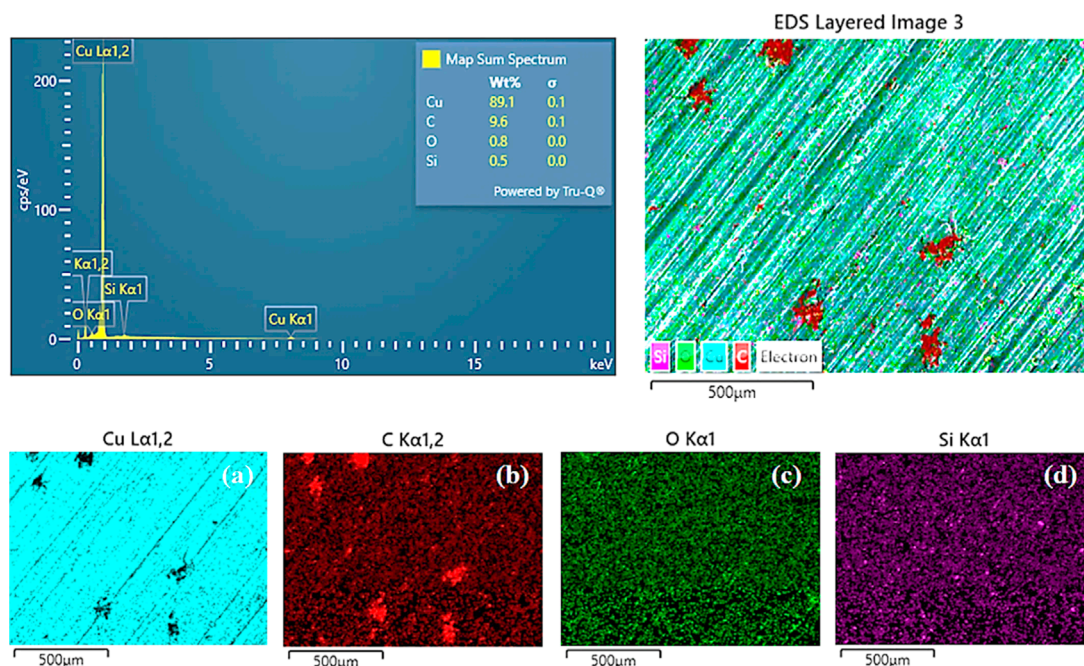 EDS Layered Image 3
Cu Lα1,2
Map Sum Spectrum
Wt% σ
Cu 89.1 0.1
C 9.6 0.1
O 0.8 0.0
Si 0.5 0.0
Powered by Tru-Q®
200
100
0
cps/eV
Kα1,2
Si Kα1
O Kα1
Cu Kα1
0 5 10 15 keV
Si O Cu C Electron
500µm
Cu Lα1,2
C Kα1,2
O Kα1
Si Kα1
(a)
(b)
(c)
(d)
500µm
500µm
500µm
500µm